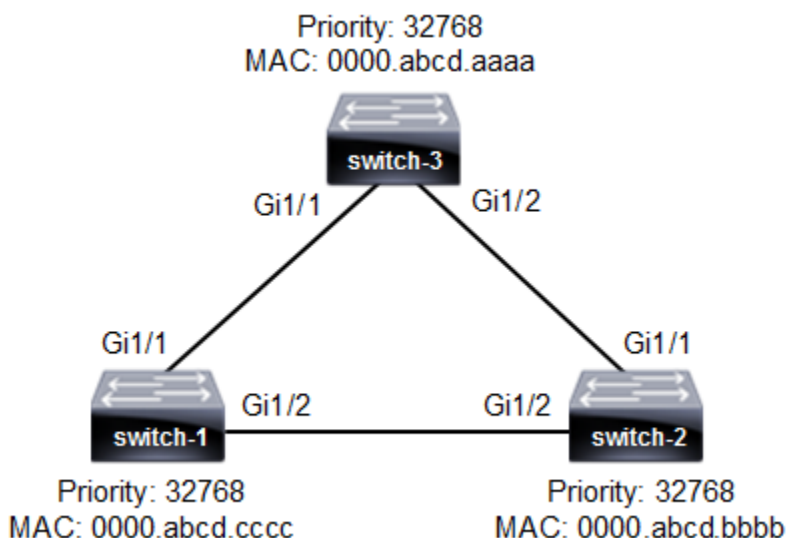 Priority: 32768
MAC: 0000.abcd.aaaa
switch-3
Gi1/1
Gi1/2
Gi1/1
Gi1/1
Gi1/2
Gi1/2
switch-1
switch-2
Priority: 32768
MAC: 0000.abcd.cccc
Priority: 32768
MAC: 0000.abcd.bbbb